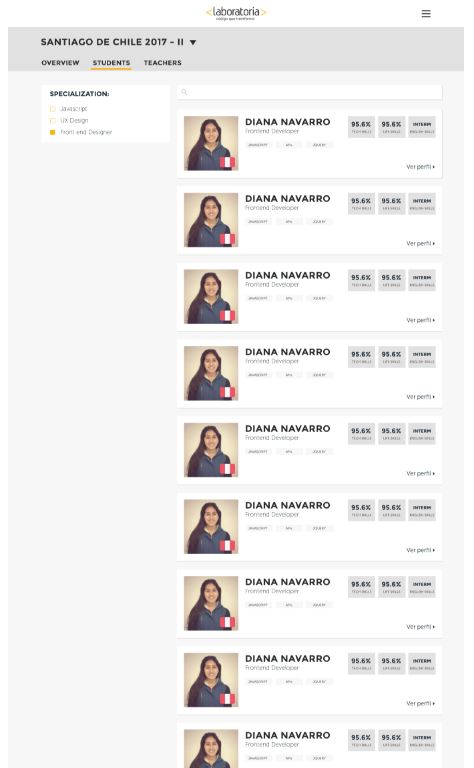 <laboratoria>
código que transforma
SANTIAGO DE CHILE 2017 - II
OVERVIEW STUDENTS TEACHERS
SPECIALIZATION:
Javascript
UX Design
Front end Designer
DIANA NAVARRO
Frontend Developer
JAVASCRIPT APIs JQUERY
95.6% 95.6% INTERM
TECH SKILLS LIFE SKILLS ENGLISH SKILLS
Ver perfil
DIANA NAVARRO
Frontend Developer
JAVASCRIPT APIs JQUERY
95.6% 95.6% INTERM
TECH SKILLS LIFE SKILLS ENGLISH SKILLS
Ver perfil
DIANA NAVARRO
Frontend Developer
JAVASCRIPT APIs JQUERY
95.6% 95.6% INTERM
TECH SKILLS LIFE SKILLS ENGLISH SKILLS
Ver perfil
DIANA NAVARRO
Frontend Developer
JAVASCRIPT APIs JQUERY
95.6% 95.6% INTERM
TECH SKILLS LIFE SKILLS ENGLISH SKILLS
Ver perfil
DIANA NAVARRO
Frontend Developer
JAVASCRIPT APIs JQUERY
95.6% 95.6% INTERM
TECH SKILLS LIFE SKILLS ENGLISH SKILLS
Ver perfil
DIANA NAVARRO
Frontend Developer
JAVASCRIPT APIs JQUERY
95.6% 95.6% INTERM
TECH SKILLS LIFE SKILLS ENGLISH SKILLS
Ver perfil
DIANA NAVARRO
Frontend Developer
JAVASCRIPT APIs JQUERY
95.6% 95.6% INTERM
TECH SKILLS LIFE SKILLS ENGLISH SKILLS
Ver perfil
DIANA NAVARRO
Frontend Developer
JAVASCRIPT APIs JQUERY
95.6% 95.6% INTERM
TECH SKILLS LIFE SKILLS ENGLISH SKILLS
Ver perfil
DIANA NAVARRO
Frontend Developer
JAVASCRIPT APIs JQUERY
95.6% 95.6% INTERM
TECH SKILLS LIFE SKILLS ENGLISH SKILLS